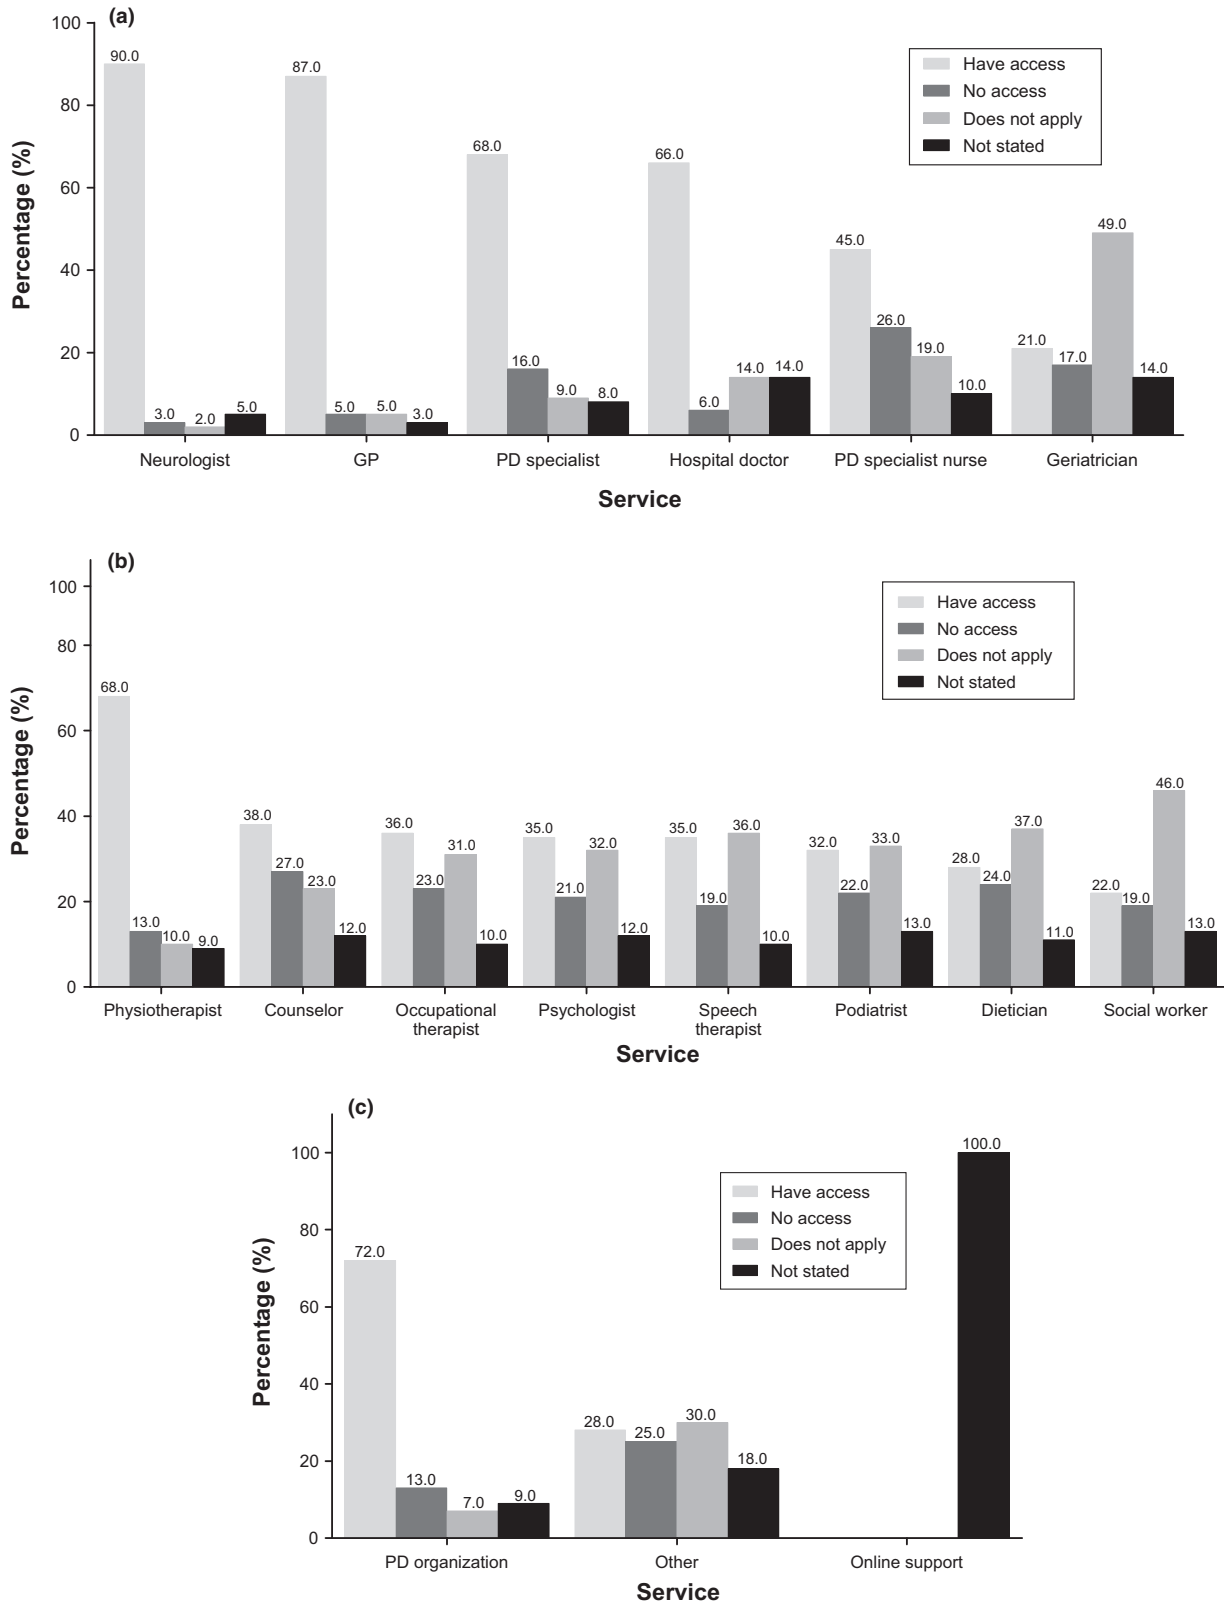 (a)
100
80
60
40
20
0
Percentage (%)
90.0
3.0
2.0
5.0
87.0
5.0
5.0
3.0
68.0
16.0
9.0
8.0
66.0
6.0
14.0
14.0
45.0
26.0
19.0
10.0
21.0
17.0
49.0
14.0
Have access
No access
Does not apply
Not stated
Neurologist
GP
PD specialist
Hospital doctor
PD specialist nurse
Geriatrician
Service
(b)
100
80
60
40
20
0
Percentage (%)
68.0
13.0
10.0
9.0
38.0
27.0
23.0
12.0
36.0
23.0
31.0
10.0
35.0
21.0
32.0
12.0
35.0
19.0
36.0
10.0
32.0
22.0
33.0
13.0
28.0
24.0
37.0
11.0
22.0
19.0
46.0
13.0
Have access
No access
Does not apply
Not stated
Physiotherapist
Counselor
Occupational
therapist
Psychologist
Speech
therapist
Podiatrist
Dietician
Social worker
Service
(c)
100
80
60
40
20
0
Percentage (%)
72.0
13.0
7.0
9.0
28.0
25.0
30.0
18.0
100.0
Have access
No access
Does not apply
Not stated
PD organization
Other
Online support
Service